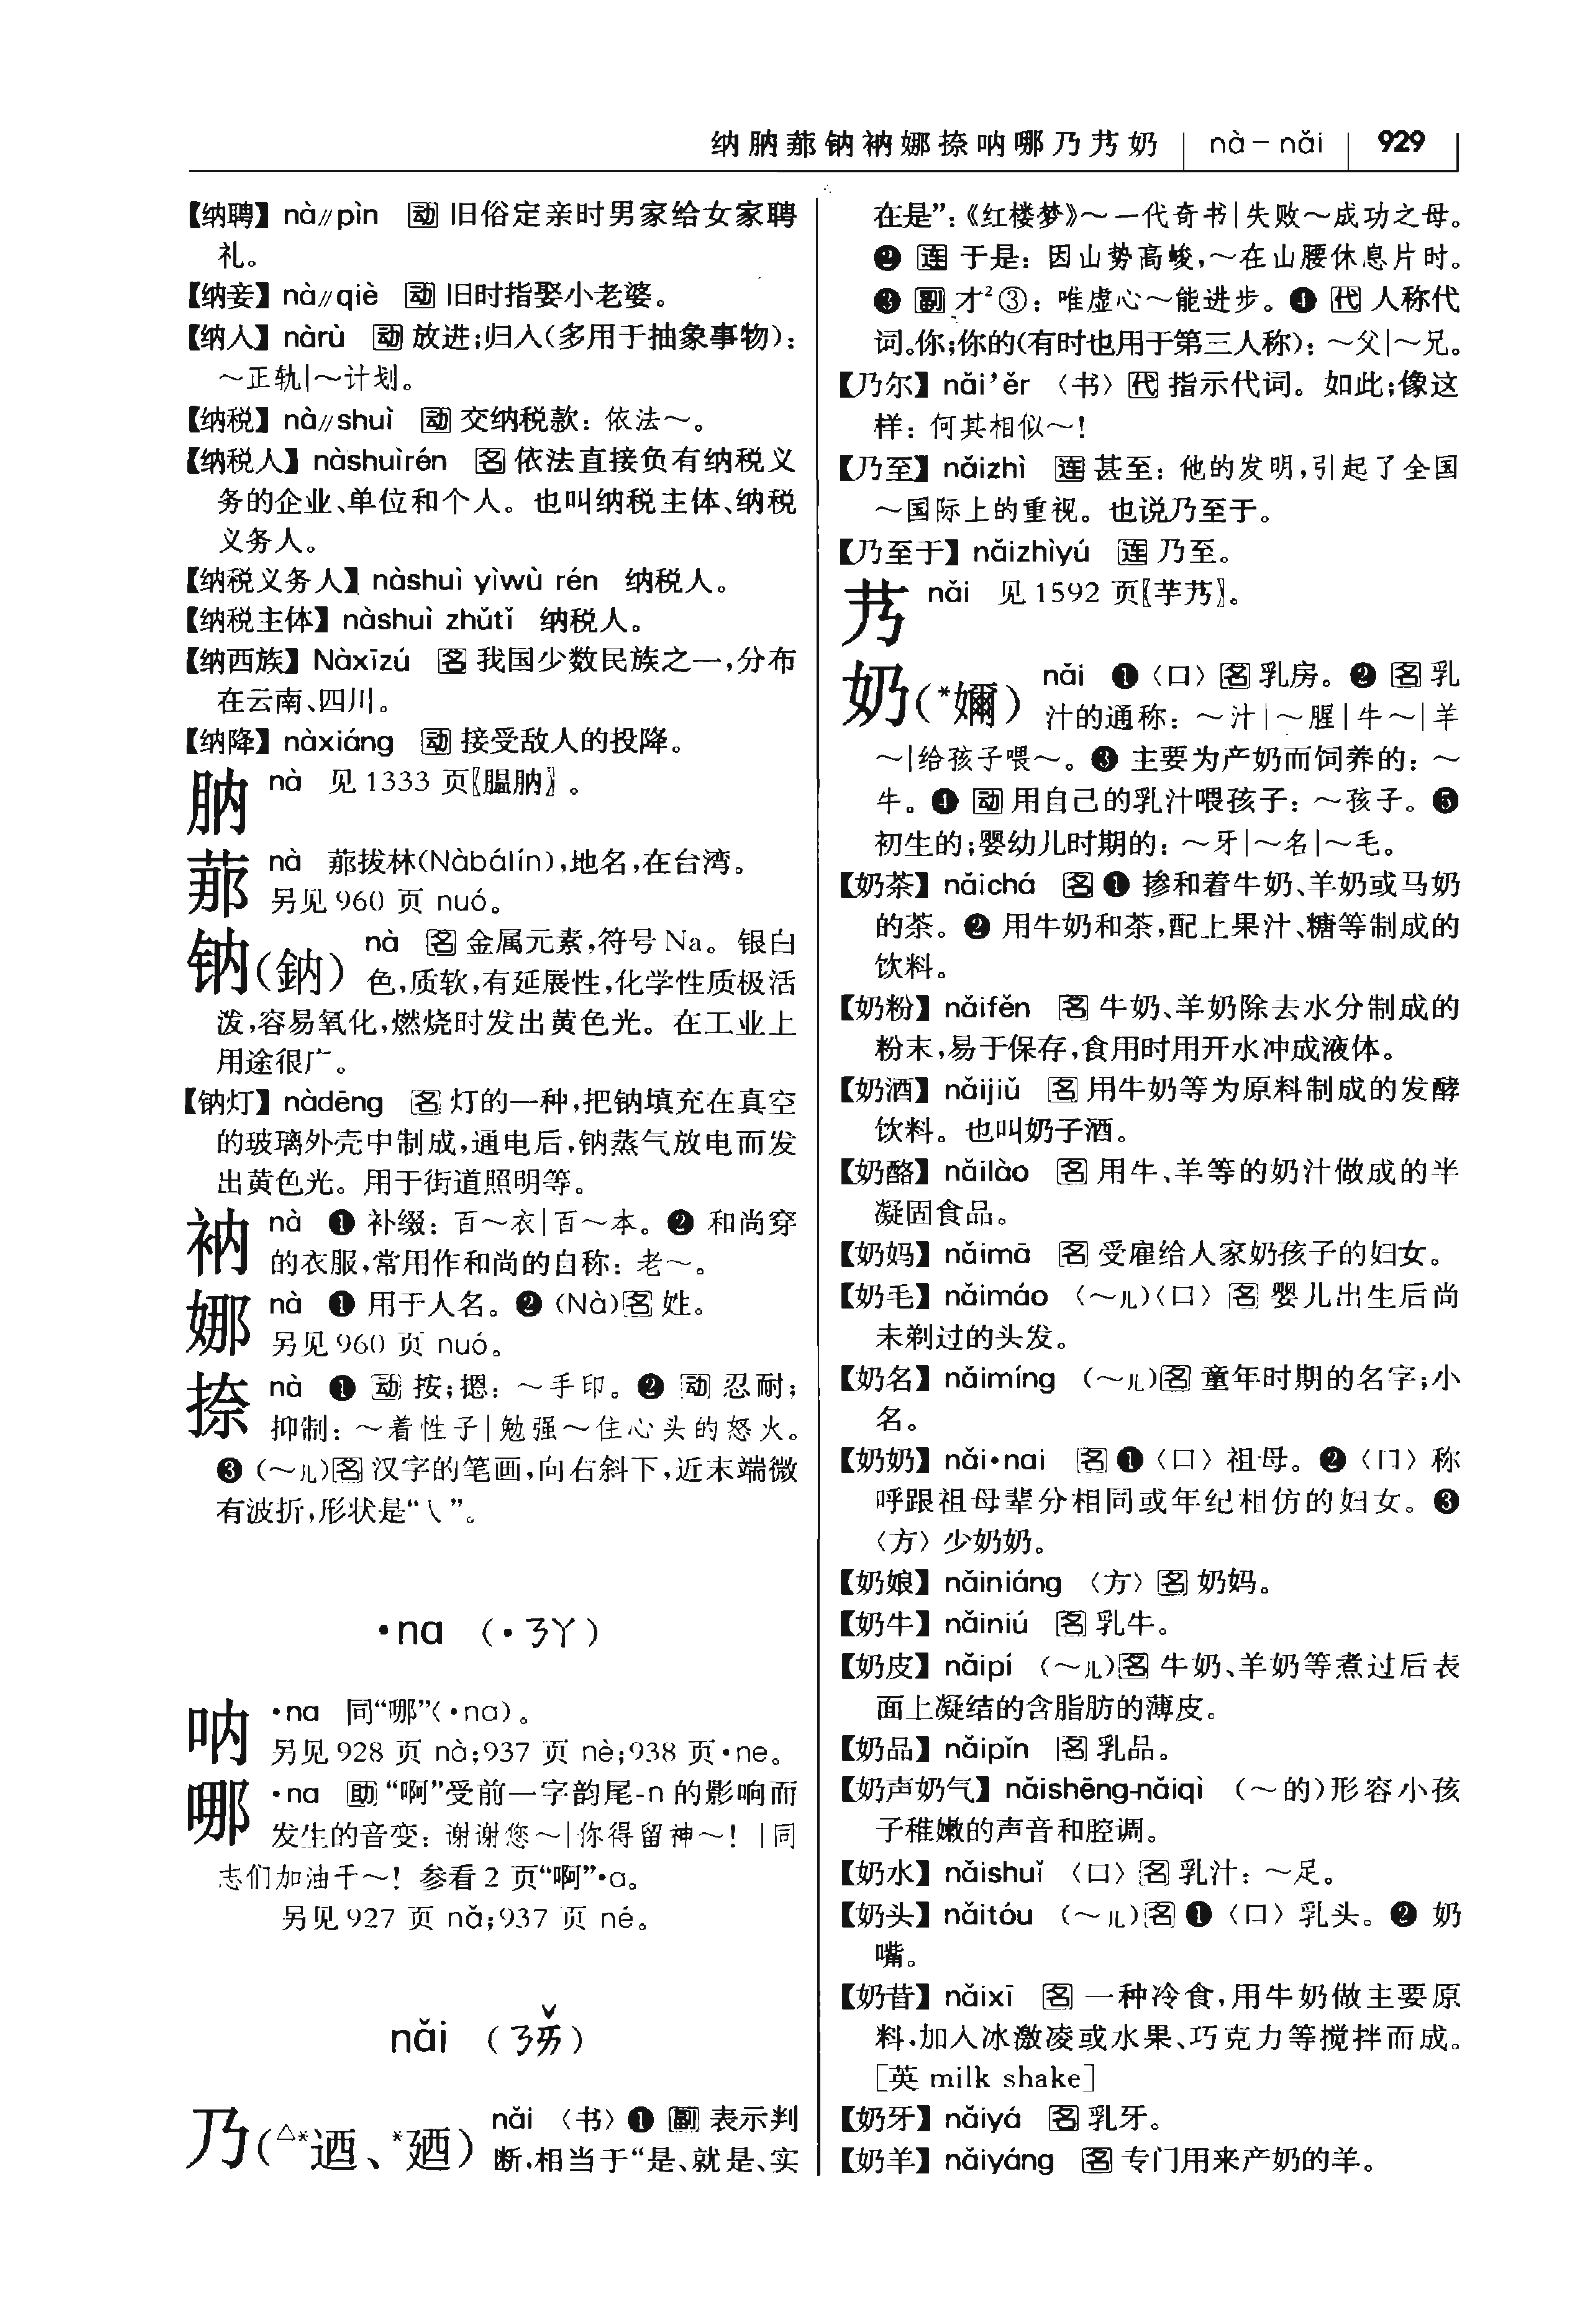 纳肭𦰡钠衲娜捺呐哪乃艿奶 nà－nǎi 929
【纳聘】nà∥pìn 动 旧俗定亲时男家给女家聘
礼。
【纳妾】nà∥qiè 动 旧时指娶小老婆。
【纳入】nàrù 动 放进;归入(多用于抽象事物)：
～正轨|～计划。
【纳税】nà∥shuì 动 交纳税款：依法～。
【纳税人】nàshuìrén 名 依法直接负有纳税义
务的企业、单位和个人。也叫纳税主体、纳税
义务人。
【纳税义务人】nàshuì yìwù rén 纳税人。
【纳税主体】nàshuì zhǔtǐ 纳税人。
【纳西族】Nàxīzú 名 我国少数民族之一,分布
在云南、四川。
【纳降】nàxiáng 动 接受敌人的投降。
肭 nà 见 1333 页〖腽肭〗。
𦰡 nà 𦰡拔林(Nàbálín),地名,在台湾。
另见 960 页 nuó。
钠(鈉) nà 名 金属元素,符号 Na。银白
色,质软,有延展性,化学性质极活
泼,容易氧化,燃烧时发出黄色光。在工业上
用途很广。
【钠灯】nàdēng 名 灯的一种,把钠填充在真空
的玻璃外壳中制成,通电后,钠蒸气放电而发
出黄色光。用于街道照明等。
衲 nà ❶ 补缀：百～衣|百～本。❷ 和尚穿
的衣服,常用作和尚的自称：老～。
娜 nà ❶ 用于人名。❷ (Nà)名 姓。
另见 960 页 nuó。
捺 nà ❶ 动 按;摁：～手印。❷ 动 忍耐;
抑制：～着性子|勉强～住心头的怒火。
❸ (～儿)名 汉字的笔画,向右斜下,近末端微
有波折,形状是“㇏”。
·na （·ㄋㄚ）
呐 ·na 同“哪”(·na)。
另见 928 页 nà;937 页 nè;938 页·ne。
哪 ·na 助 “啊”受前一字韵尾-n 的影响而
发生的音变：谢谢您～|你得留神～！|同
志们加油干～！参看 2 页“啊”·a。
另见 927 页 nǎ;937 页 né。
nǎi （ㄋㄞˇ）
乃(△*迺、*廼) nǎi 〈书〉❶ 副 表示判
断,相当于“是、就是、实
在是”：《红楼梦》～一代奇书|失败～成功之母。
❷ 连 于是：因山势高峻,～在山腰休息片时。
❸ 副 才²③：唯虚心～能进步。❹ 代 人称代
词。你;你的(有时也用于第三人称)：～父|～兄。
【乃尔】nǎi’ěr 〈书〉代 指示代词。如此;像这
样：何其相似～！
【乃至】nǎizhì 连 甚至：他的发明,引起了全国
～国际上的重视。也说乃至于。
【乃至于】nǎizhìyú 连 乃至。
艿 nǎi 见 1592 页〖芋艿〗。
奶(*嬭) nǎi ❶〈口〉名 乳房。❷ 名 乳
汁的通称：～汁|～腥|牛～|羊
～|给孩子喂～。❸ 主要为产奶而饲养的：～
牛。❹ 动 用自己的乳汁喂孩子：～孩子。❺
初生的;婴幼儿时期的：～牙|～名|～毛。
【奶茶】nǎichá 名 ❶ 掺和着牛奶、羊奶或马奶
的茶。❷ 用牛奶和茶,配上果汁、糖等制成的
饮料。
【奶粉】nǎifěn 名 牛奶、羊奶除去水分制成的
粉末,易于保存,食用时用开水冲成液体。
【奶酒】nǎijiǔ 名 用牛奶等为原料制成的发酵
饮料。也叫奶子酒。
【奶酪】nǎilào 名 用牛、羊等的奶汁做成的半
凝固食品。
【奶妈】nǎimā 名 受雇给人家奶孩子的妇女。
【奶毛】nǎimáo (～儿)〈口〉名 婴儿出生后尚
未剃过的头发。
【奶名】nǎimíng (～儿)名 童年时期的名字;小
名。
【奶奶】nǎi·nai 名 ❶〈口〉祖母。❷〈口〉称
呼跟祖母辈分相同或年纪相仿的妇女。❸
〈方〉少奶奶。
【奶娘】nǎiniáng 〈方〉名 奶妈。
【奶牛】nǎiniú 名 乳牛。
【奶皮】nǎipí (～儿)名 牛奶、羊奶等煮过后表
面上凝结的含脂肪的薄皮。
【奶品】nǎipǐn 名 乳品。
【奶声奶气】nǎishēng-nǎiqì (～的)形容小孩
子稚嫩的声音和腔调。
【奶水】nǎishuǐ 〈口〉名 乳汁：～足。
【奶头】nǎitóu (～儿)名 ❶〈口〉乳头。❷ 奶
嘴。
【奶昔】nǎixī 名 一种冷食,用牛奶做主要原
料,加入冰激凌或水果、巧克力等搅拌而成。
[英 milk shake]
【奶牙】nǎiyá 名 乳牙。
【奶羊】nǎiyáng 名 专门用来产奶的羊。